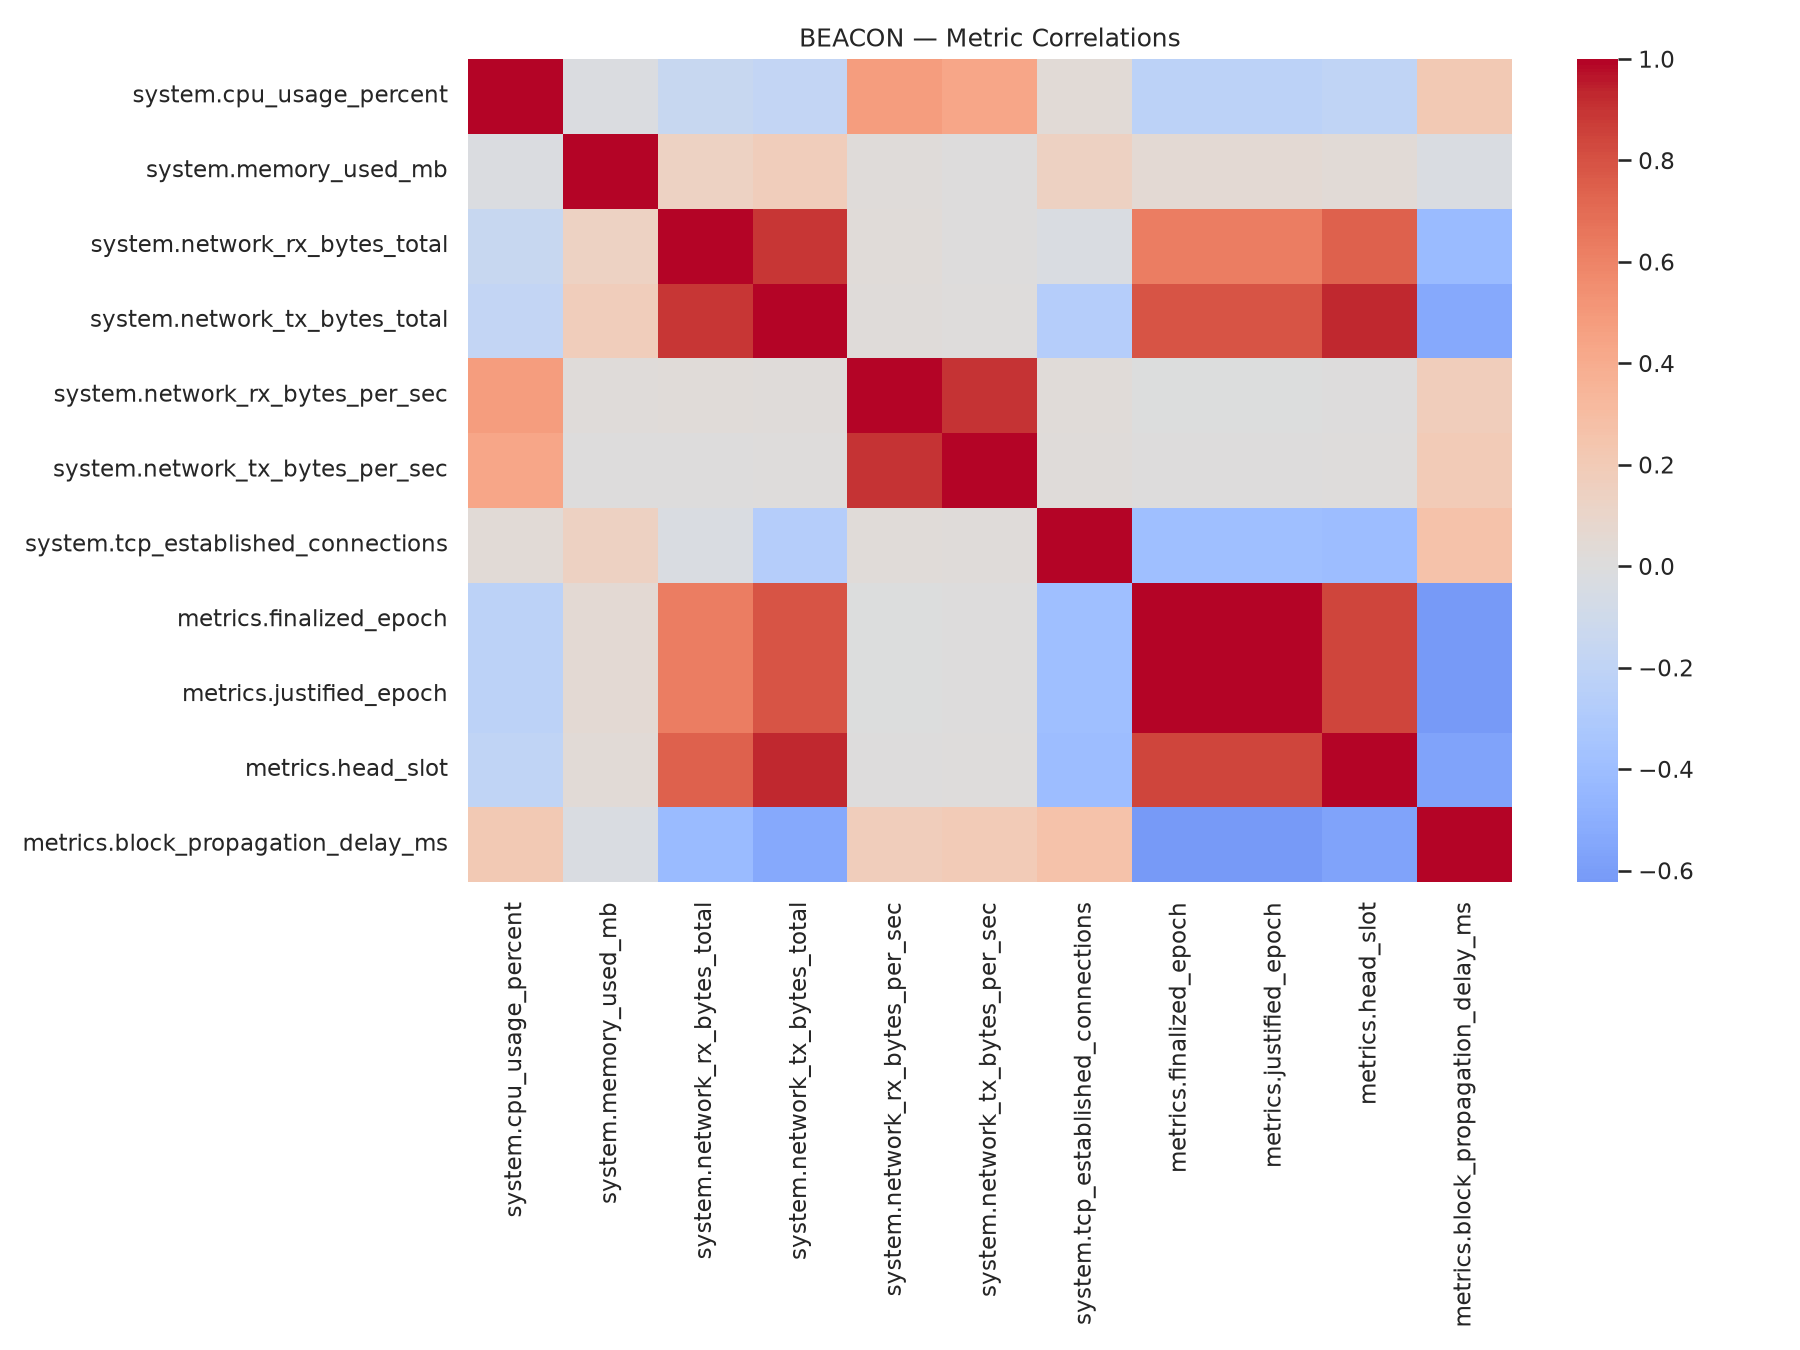 BEACON — Metric Correlations
system.cpu_usage_percent
system.memory_used_mb
system.network_rx_bytes_total
system.network_tx_bytes_total
system.network_rx_bytes_per_sec
system.network_tx_bytes_per_sec
system.tcp_established_connections
metrics.finalized_epoch
metrics.justified_epoch
metrics.head_slot
metrics.block_propagation_delay_ms
system.cpu_usage_percent
system.memory_used_mb
system.network_rx_bytes_total
system.network_tx_bytes_total
system.network_rx_bytes_per_sec
system.network_tx_bytes_per_sec
system.tcp_established_connections
metrics.finalized_epoch
metrics.justified_epoch
metrics.head_slot
metrics.block_propagation_delay_ms
1.0
0.8
0.6
0.4
0.2
0.0
−0.2
−0.4
−0.6